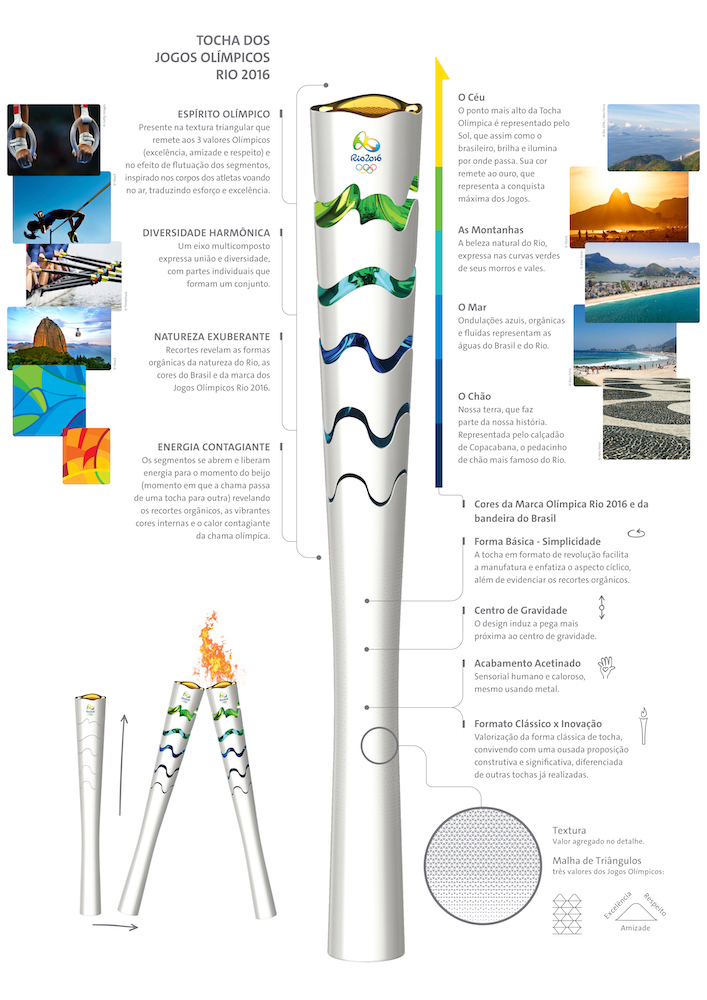 TOCHA DOS
JOGOS OLÍMPICOS
RIO 2016
ESPÍRITO OLÍMPICO
Presente na textura triangular que
remete aos 3 valores Olímpicos
(excelência, amizade e respeito) e
no efeito de flutuação dos segmentos,
inspirado nos corpos dos atletas voando
no ar, traduzindo esforço e excelência.
DIVERSIDADE HARMÔNICA
Um eixo multicomposto
expressa união e diversidade,
com partes individuais que
formam um conjunto.
NATUREZA EXUBERANTE
Recortes revelam as formas
orgânicas da natureza do Rio, as
cores do Brasil e da marca dos
Jogos Olímpicos Rio 2016.
ENERGIA CONTAGIANTE
Os segmentos se abrem e liberam
energia para o momento do beijo
(momento em que a chama passa
de uma tocha para outra) revelando
os recortes orgânicos, as vibrantes
cores internas e o calor contagiante
da chama olímpica.
Rio2016
O Céu
O ponto mais alto da Tocha
Olímpica é representado pelo
Sol, que assim como o
brasileiro, brilha e ilumina
por onde passa. Sua cor
remete ao ouro, que
representa a conquista
máxima dos Jogos.
As Montanhas
A beleza natural do Rio,
expressa nas curvas verdes
de seus morros e vales.
O Mar
Ondulações azuis, orgânicas
e fluidas representam as
águas do Brasil e do Rio.
O Chão
Nossa terra, que faz
parte da nossa história.
Representada pelo calçadão
de Copacabana, o pedacinho
de chão mais famoso do Rio.
Cores da Marca Olímpica Rio 2016 e da
bandeira do Brasil
Forma Básica - Simplicidade
A tocha em formato de revolução facilita
a manufatura e enfatiza o aspecto cíclico,
além de evidenciar os recortes orgânicos.
Centro de Gravidade
O design induz a pega mais
próxima ao centro de gravidade.
Acabamento Acetinado
Sensorial humano e caloroso,
mesmo usando metal.
Formato Clássico x Inovação
Valorização da forma clássica de tocha,
convivendo com uma ousada proposição
construtiva e significativa, diferenciada
de outras tochas já realizadas.
Textura
Valor agregado no detalhe.
Malha de Triângulos
três valores dos Jogos Olímpicos:
Excelência
Respeito
Amizade